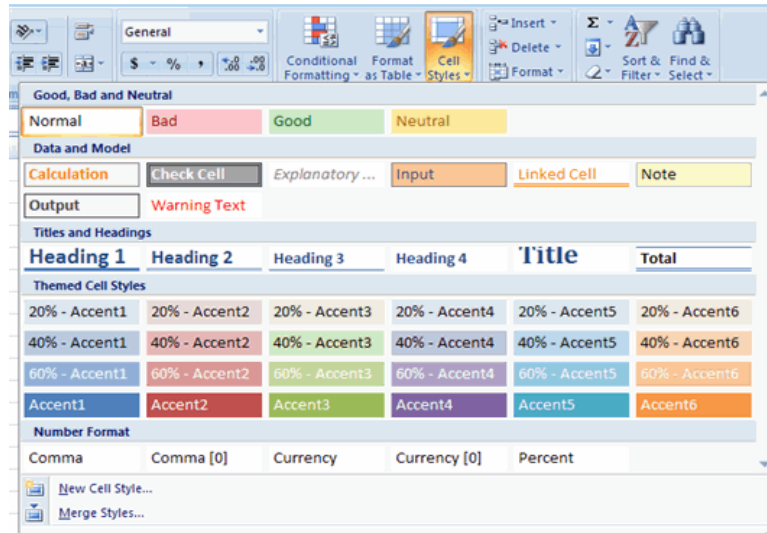 General
Insert
Σ
Delete
$ % ,
Conditional Formatting
Format as Table
Cell Styles
Format
Sort & Filter
Find & Select
Good, Bad and Neutral
Normal Bad Good Neutral
Data and Model
Calculation Check Cell Explanatory ... Input Linked Cell Note
Output Warning Text
Titles and Headings
Heading 1 Heading 2 Heading 3 Heading 4 Title Total
Themed Cell Styles
20% - Accent1 20% - Accent2 20% - Accent3 20% - Accent4 20% - Accent5 20% - Accent6
40% - Accent1 40% - Accent2 40% - Accent3 40% - Accent4 40% - Accent5 40% - Accent6
60% - Accent1 60% - Accent2 60% - Accent3 60% - Accent4 60% - Accent5 60% - Accent6
Accent1 Accent2 Accent3 Accent4 Accent5 Accent6
Number Format
Comma Comma [0] Currency Currency [0] Percent
New Cell Style...
Merge Styles...